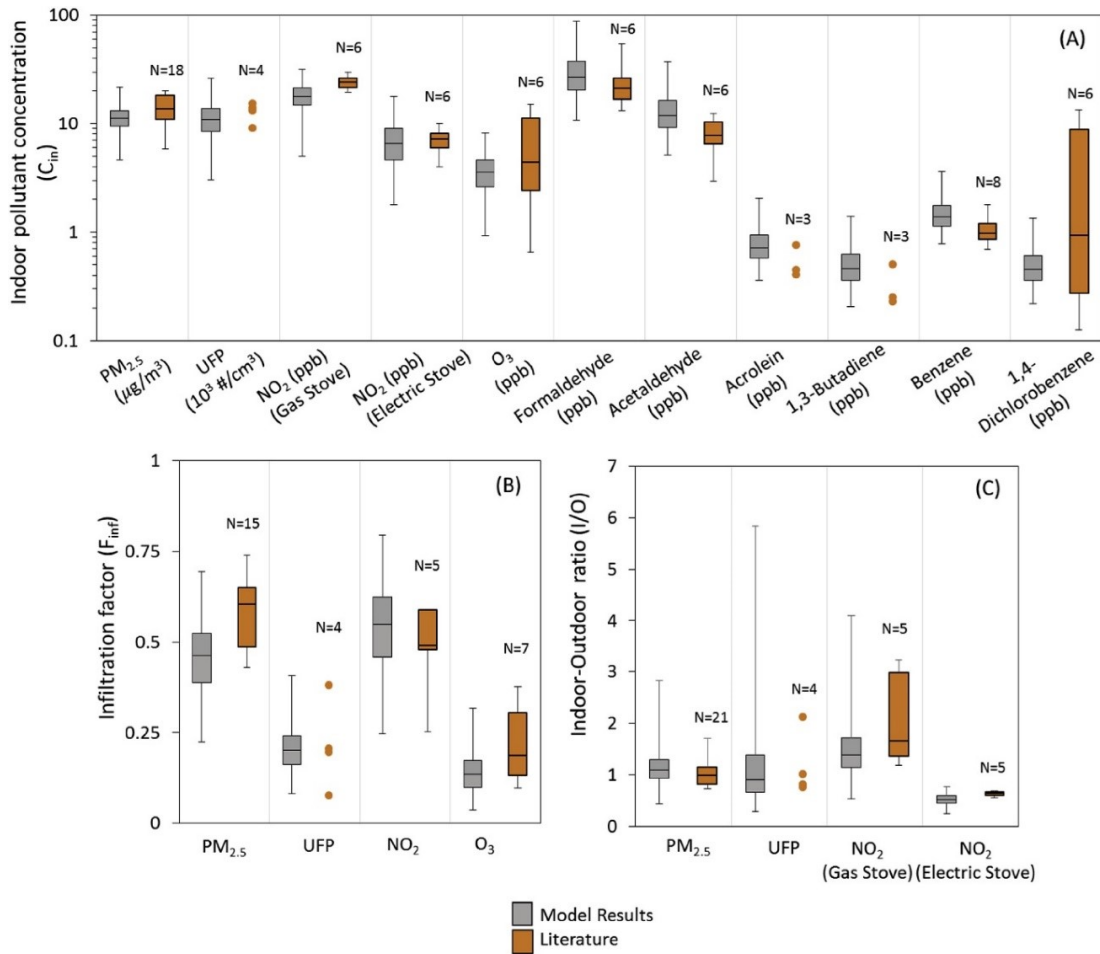 (A)
Indoor pollutant concentration
(C_in)
100
10
1
0.1
N=18
N=4
N=6
N=6
N=6
N=6
N=6
N=3
N=3
N=8
N=6
PM₂.₅
(μg/m³)
UFP
(10³ #/cm³)
NO₂ (ppb)
(Gas Stove)
NO₂ (ppb)
(Electric Stove)
O₃
(ppb)
Formaldehyde
(ppb)
Acetaldehyde
(ppb)
Acrolein
(ppb)
1,3-Butadiene
(ppb)
Benzene
(ppb)
1,4-
Dichlorobenzene
(ppb)
(B)
Infiltration factor (F_inf)
1
0.75
0.5
0.25
0
N=15
N=4
N=5
N=7
PM₂.₅
UFP
NO₂
O₃
(C)
Indoor-Outdoor ratio (I/O)
7
6
5
4
3
2
1
0
N=21
N=4
N=5
N=5
PM₂.₅
UFP
NO₂
(Gas Stove)
NO₂
(Electric Stove)
Model Results
Literature